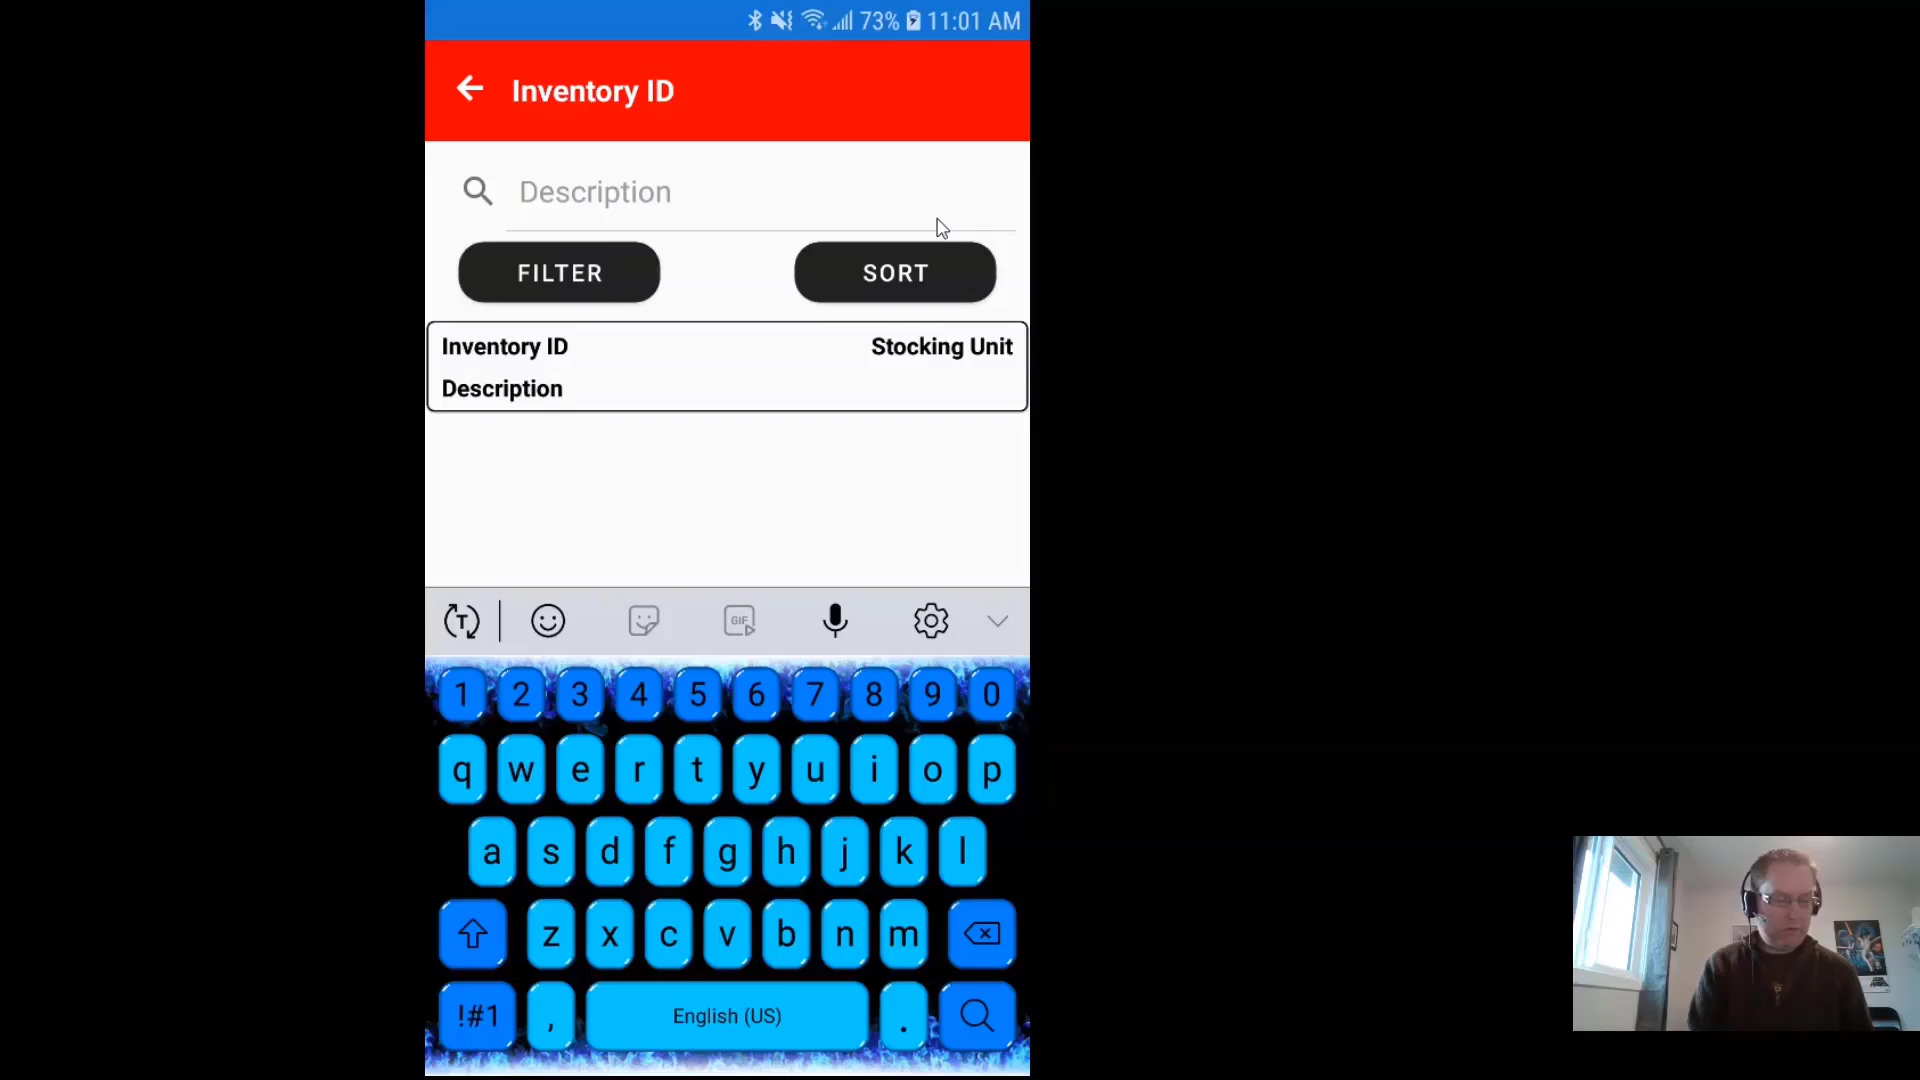 73% 11:01 AM
Inventory ID
Description
FILTER SORT
Inventory ID Stocking Unit
Description
T GIF
1 2 3 4 5 6 7 8 9 0
q w e r t y u i o p
a s d f g h j k l
z x c v b n m
!#1 , English (US) .